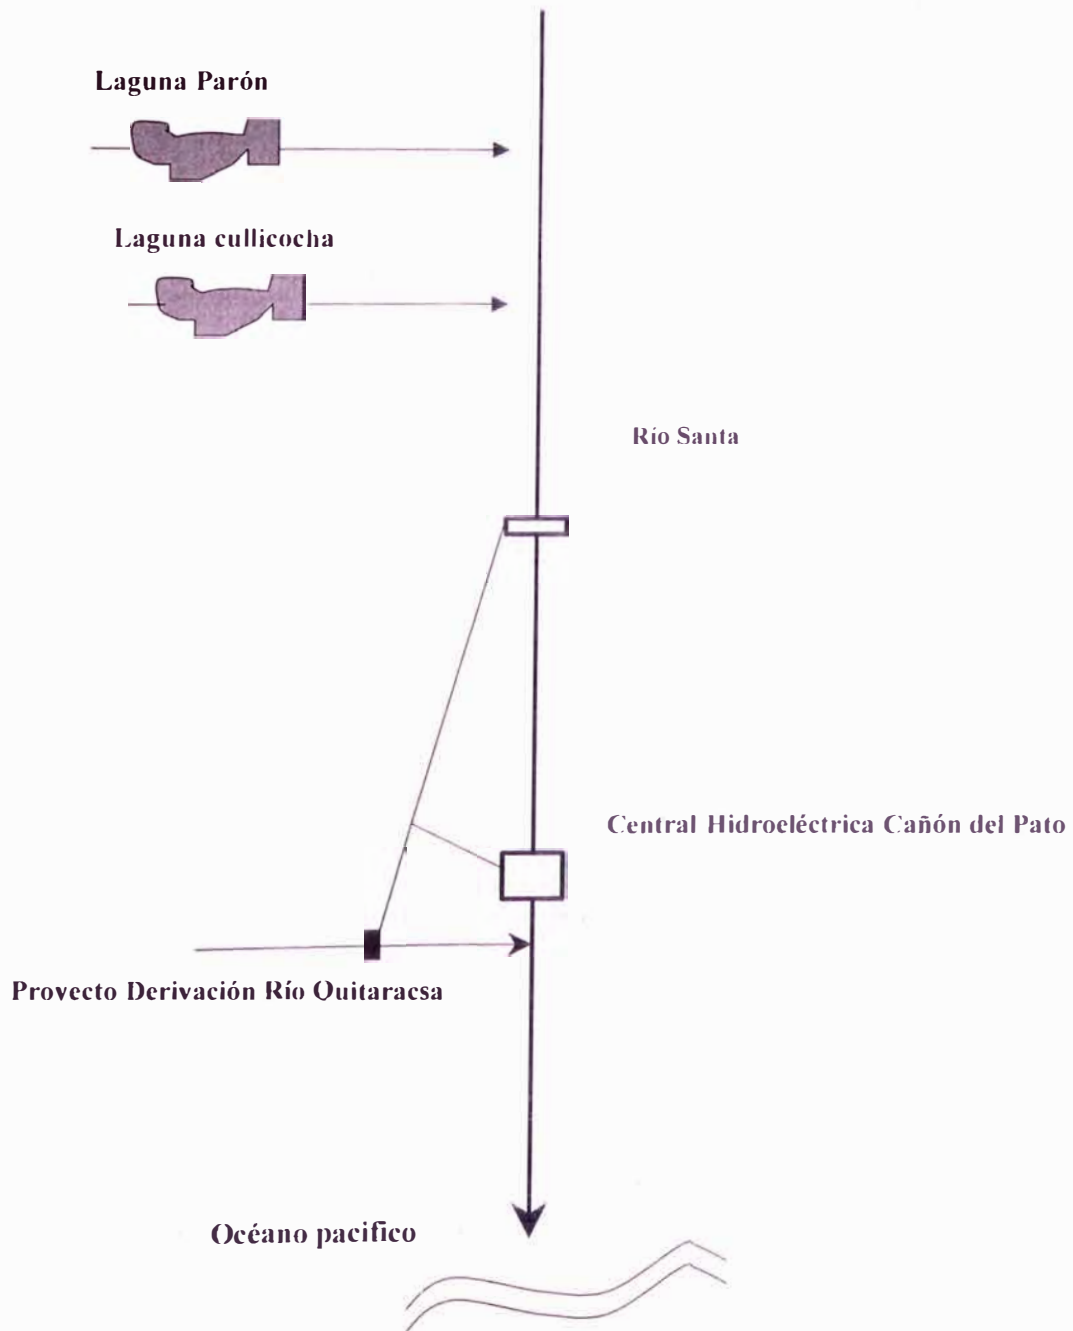 Laguna Parón
Laguna cullicocha
Río Santa
Central Hidroeléctrica Cañón del Pato
Proyecto Derivación Río Quitaracsa
Océano pacifico